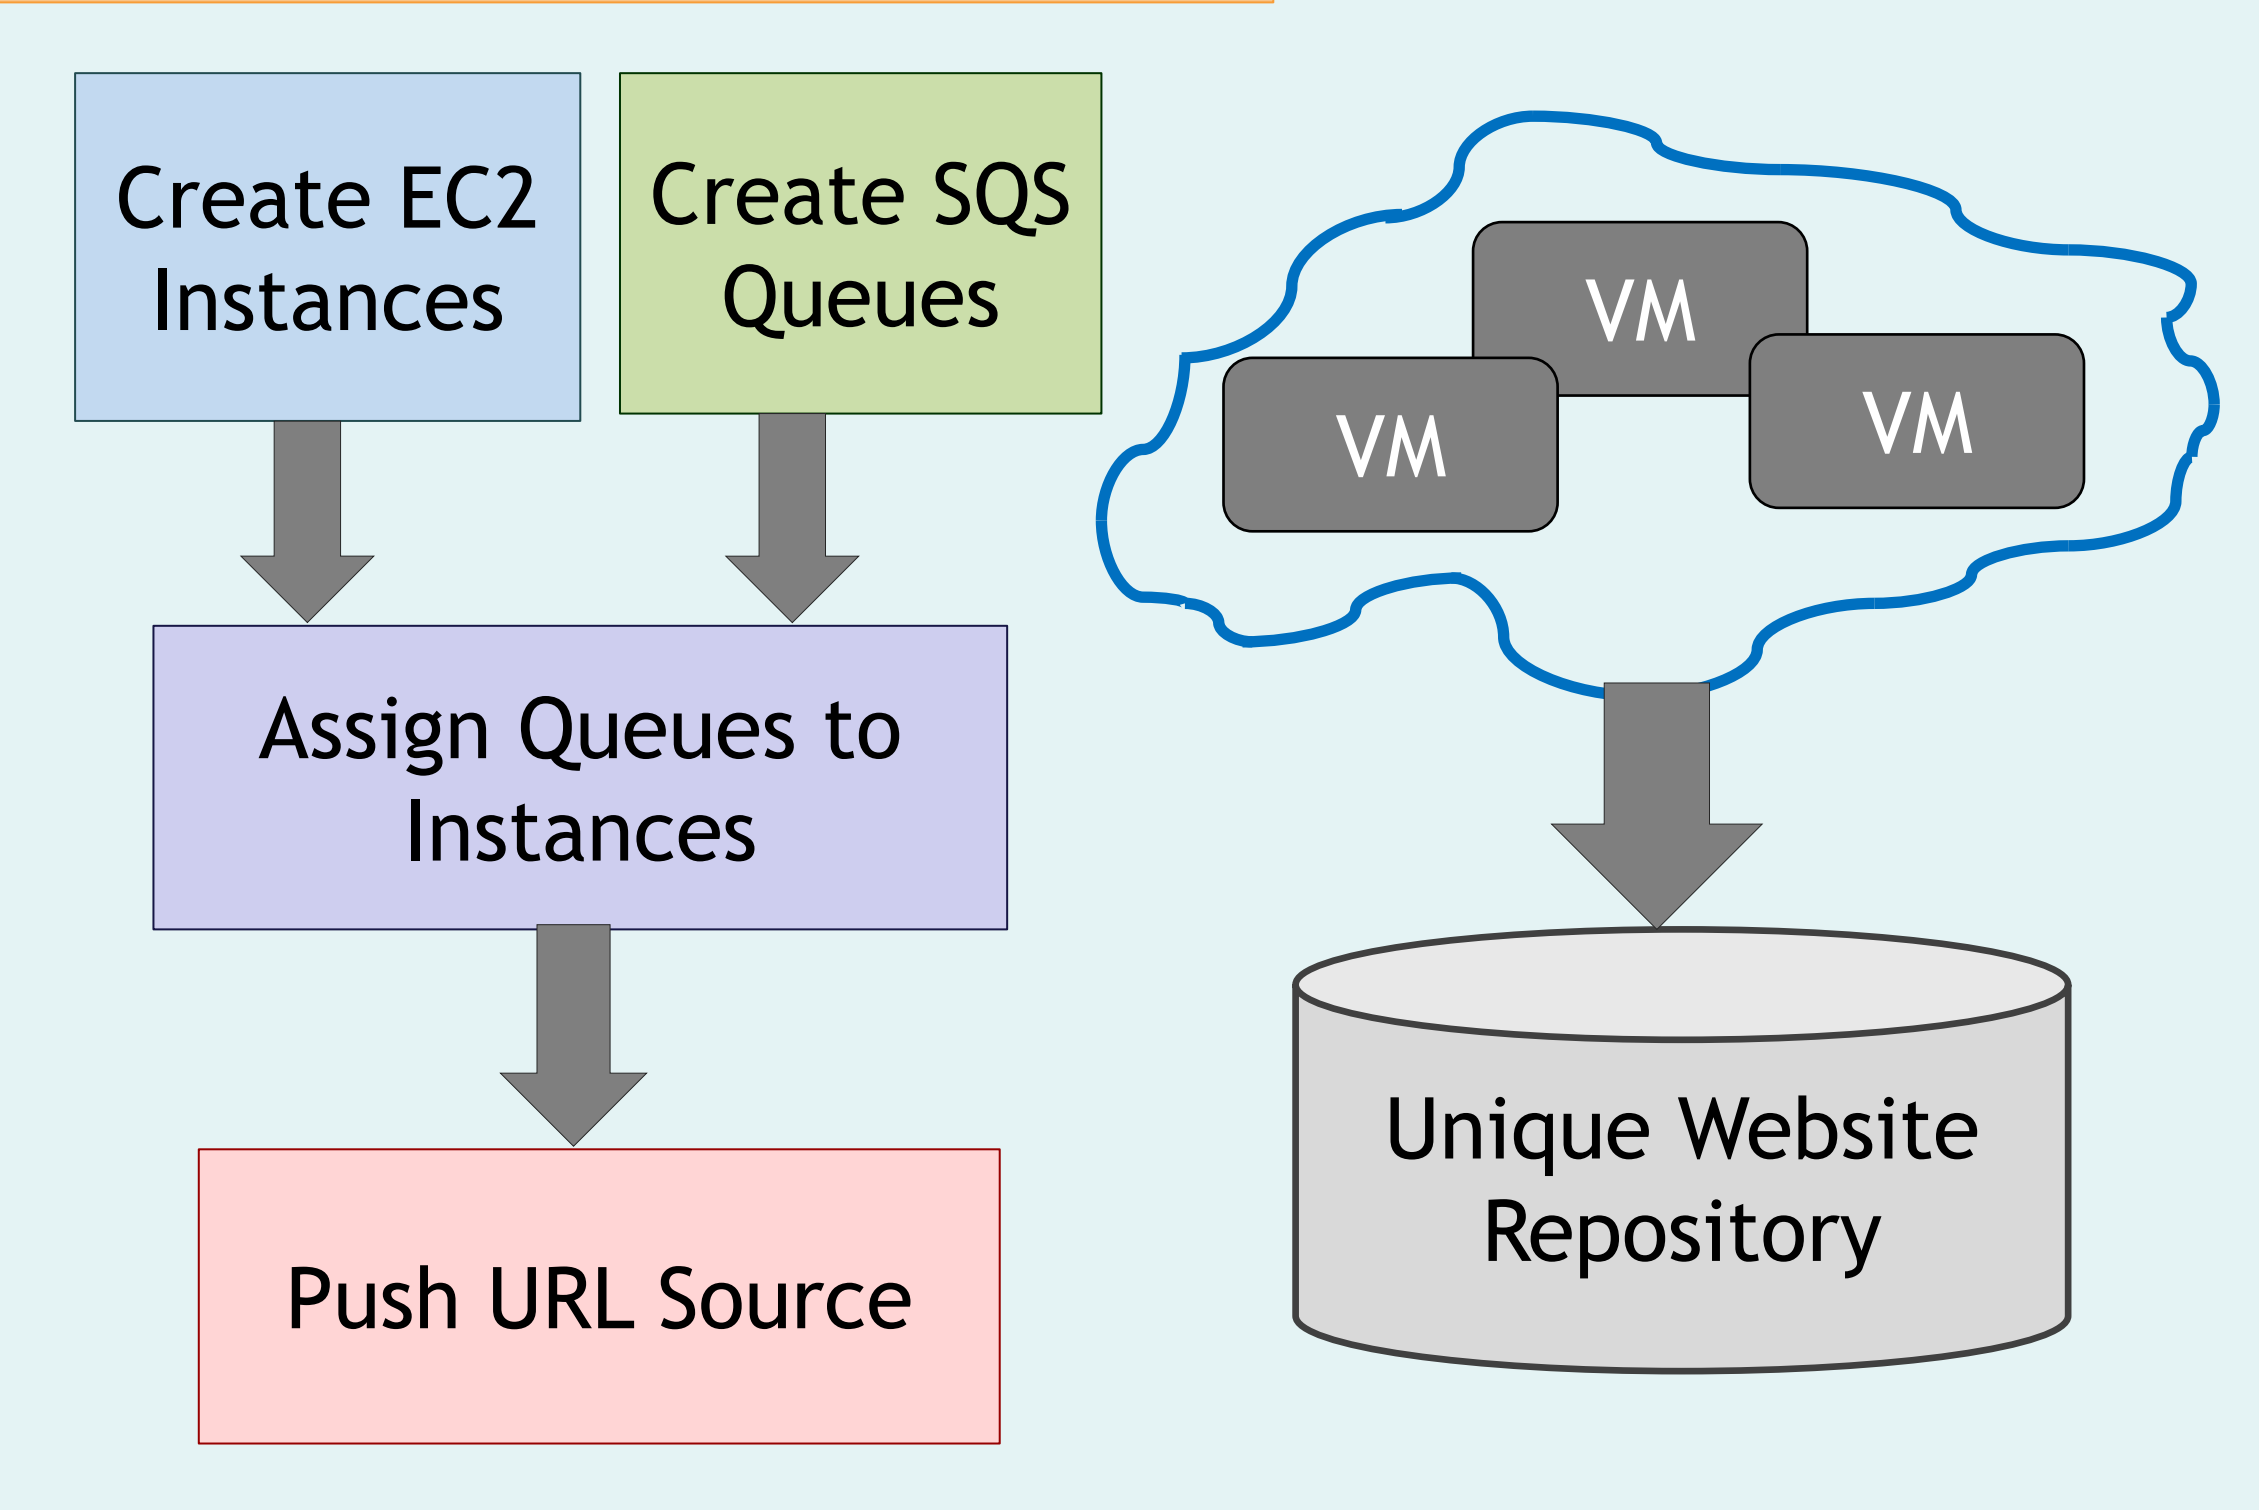 Create EC2
Instances
Create SQS
Queues
VM
VM
VM
Assign Queues to
Instances
Push URL Source
Unique Website
Repository